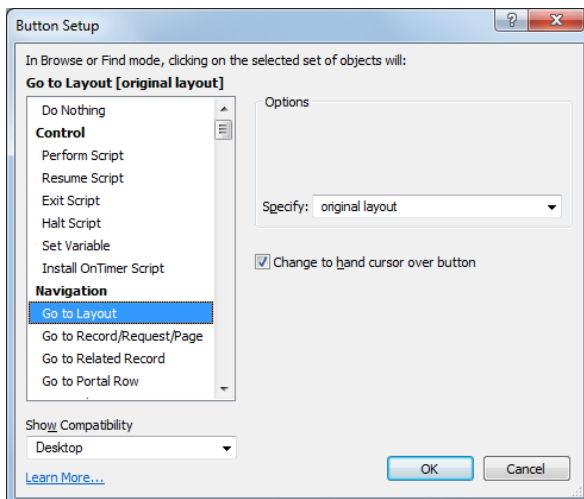 Button Setup
In Browse or Find mode, clicking on the selected set of objects will:
Go to Layout [original layout]
Do Nothing
Control
Perform Script
Resume Script
Exit Script
Halt Script
Set Variable
Install OnTimer Script
Navigation
Go to Layout
Go to Record/Request/Page
Go to Related Record
Go to Portal Row
Options
Specify: original layout
Change to hand cursor over button
Show Compatibility
Desktop
Learn More...
OK
Cancel